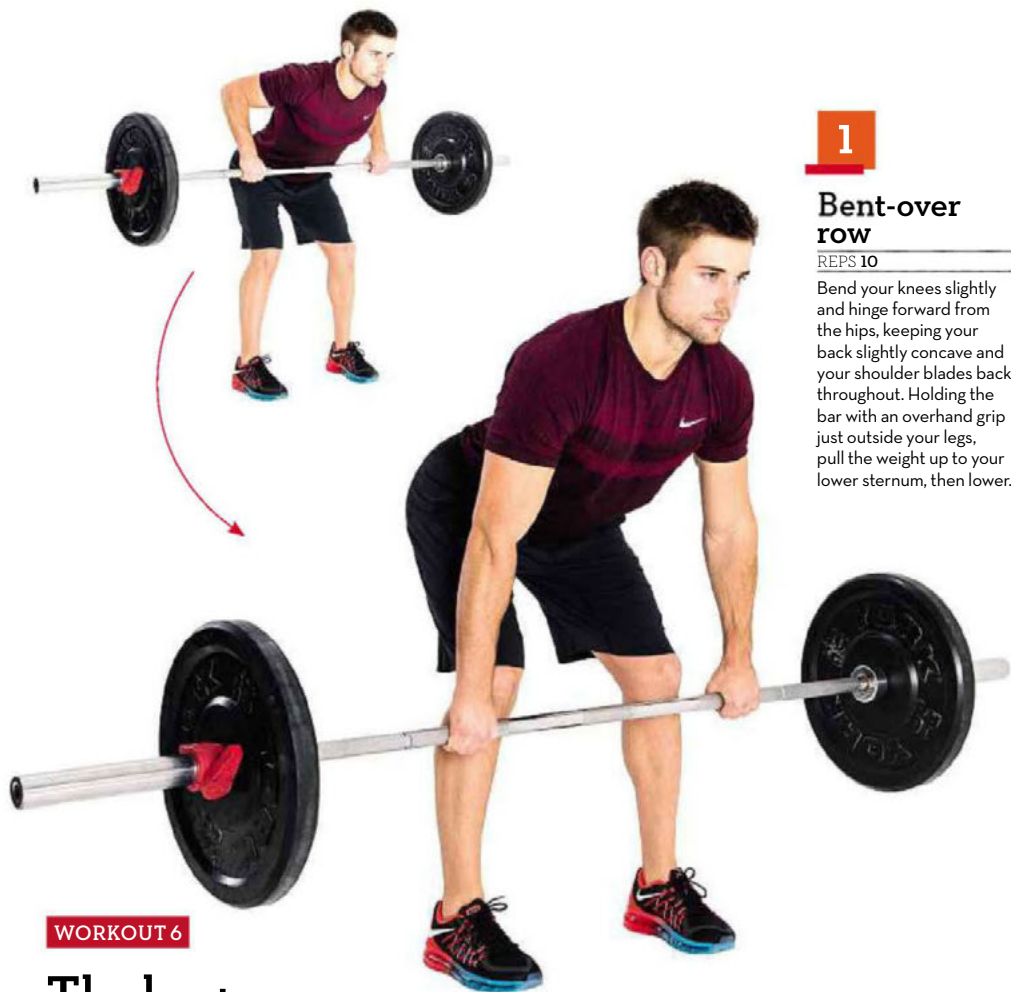 1
Bent-over
row
REPS 10
Bend your knees slightly
and hinge forward from
the hips, keeping your
back slightly concave and
your shoulder blades back
throughout. Holding the
bar with an overhand grip
just outside your legs,
pull the weight up to your
lower sternum, then lower.
YORK
WORKOUT 6